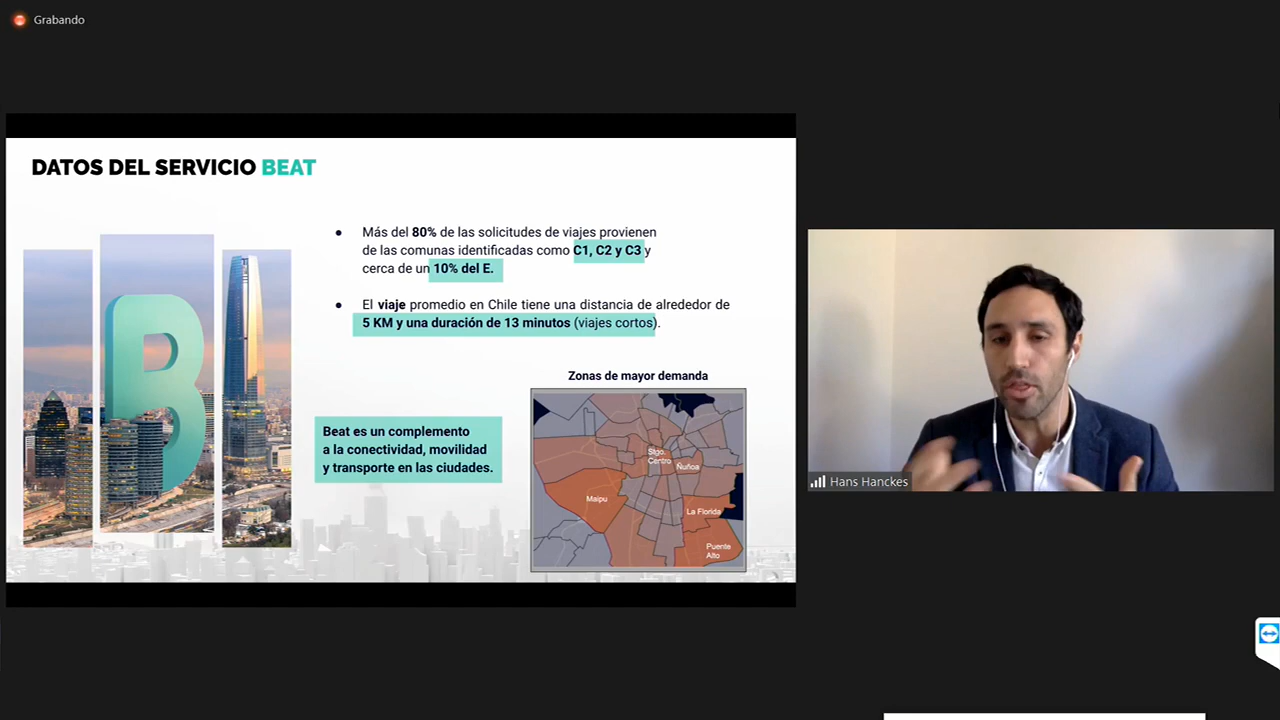 Grabando
DATOS DEL SERVICIO BEAT
● Más del 80% de las solicitudes de viajes provienen
de las comunas identificadas como C1, C2 y C3 y
cerca de un 10% del E.
● El viaje promedio en Chile tiene una distancia de alrededor de
5 KM y una duración de 13 minutos (viajes cortos).
B
Beat es un complemento
a la conectividad, movilidad
y transporte en las ciudades.
Zonas de mayor demanda
Stgo.
Centro
Ñuñoa
Maipu
La Florida
Puente
Alto
Hans Hanckes